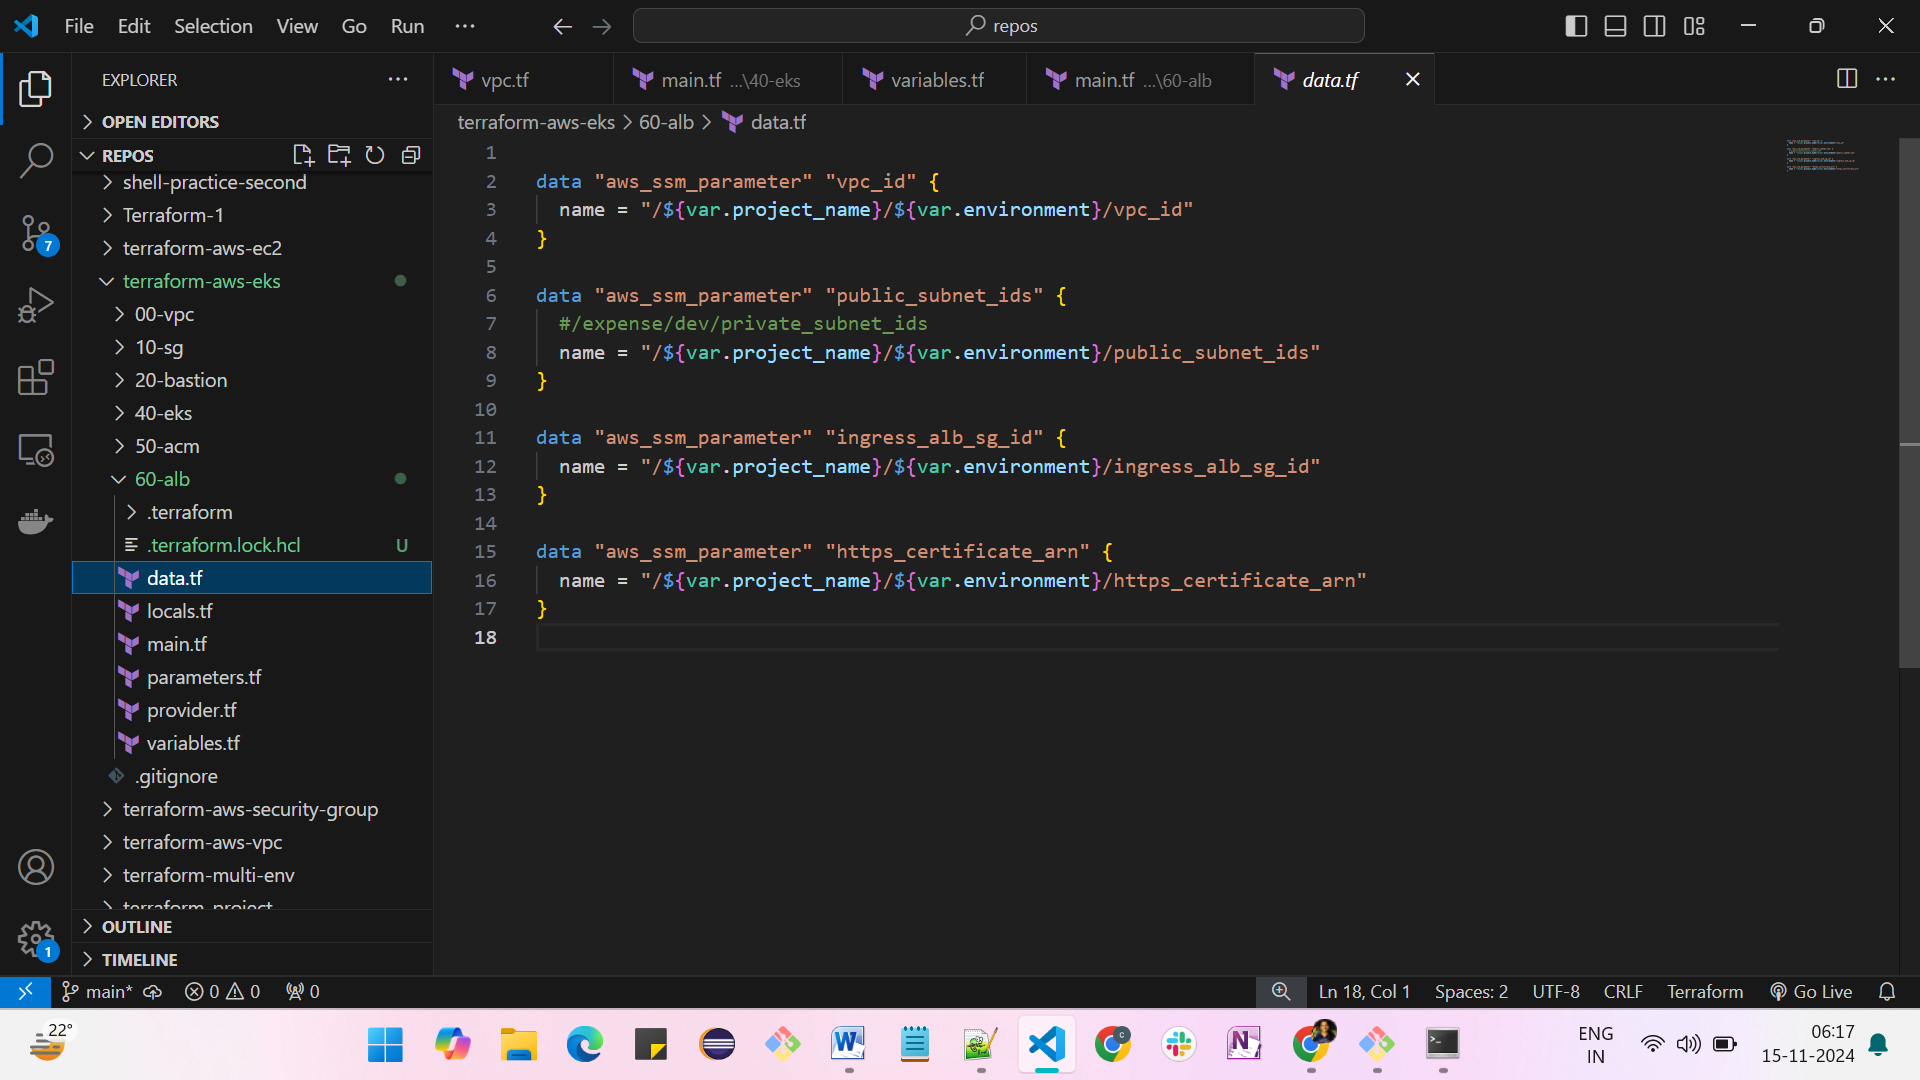 File Edit Selection View Go Run ···
repos
EXPLORER
OPEN EDITORS
REPOS
shell-practice-second
Terraform-1
terraform-aws-ec2
terraform-aws-eks
00-vpc
10-sg
20-bastion
40-eks
50-acm
60-alb
.terraform
.terraform.lock.hcl U
data.tf
locals.tf
main.tf
parameters.tf
provider.tf
variables.tf
.gitignore
terraform-aws-security-group
terraform-aws-vpc
terraform-multi-env
terraform-project
OUTLINE
TIMELINE
7
1
vpc.tf main.tf ...\40-eks variables.tf main.tf ...\60-alb data.tf
terraform-aws-eks > 60-alb > data.tf
1
2 data "aws_ssm_parameter" "vpc_id" {
3 name = "/${var.project_name}/${var.environment}/vpc_id"
4 }
5
6 data "aws_ssm_parameter" "public_subnet_ids" {
7 #/expense/dev/private_subnet_ids
8 name = "/${var.project_name}/${var.environment}/public_subnet_ids"
9 }
10
11 data "aws_ssm_parameter" "ingress_alb_sg_id" {
12 name = "/${var.project_name}/${var.environment}/ingress_alb_sg_id"
13 }
14
15 data "aws_ssm_parameter" "https_certificate_arn" {
16 name = "/${var.project_name}/${var.environment}/https_certificate_arn"
17 }
18
main* 0 0 0
Ln 18, Col 1 Spaces: 2 UTF-8 CRLF Terraform Go Live
22°
ENG
IN
06:17
15-11-2024